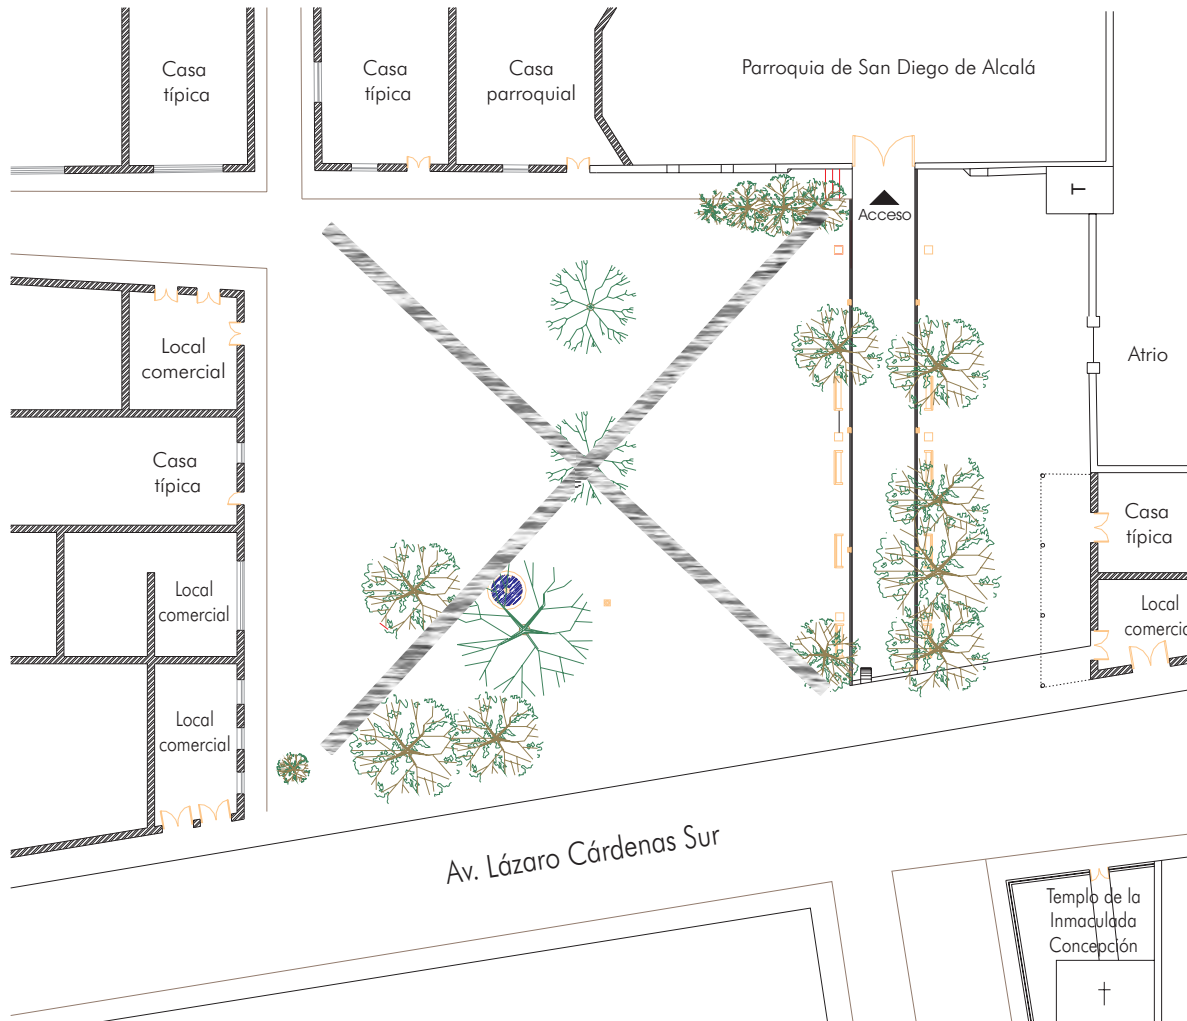 Casa
típica
Casa
típica
Casa
parroquial
Parroquia de San Diego de Alcalá
T
Acceso
Local
comercial
Atrio
Casa
típica
Casa
típica
Local
comercial
Local
comercia
Local
comercial
Av. Lázaro Cárdenas Sur
Templo de la
Inmaculada
Concepción